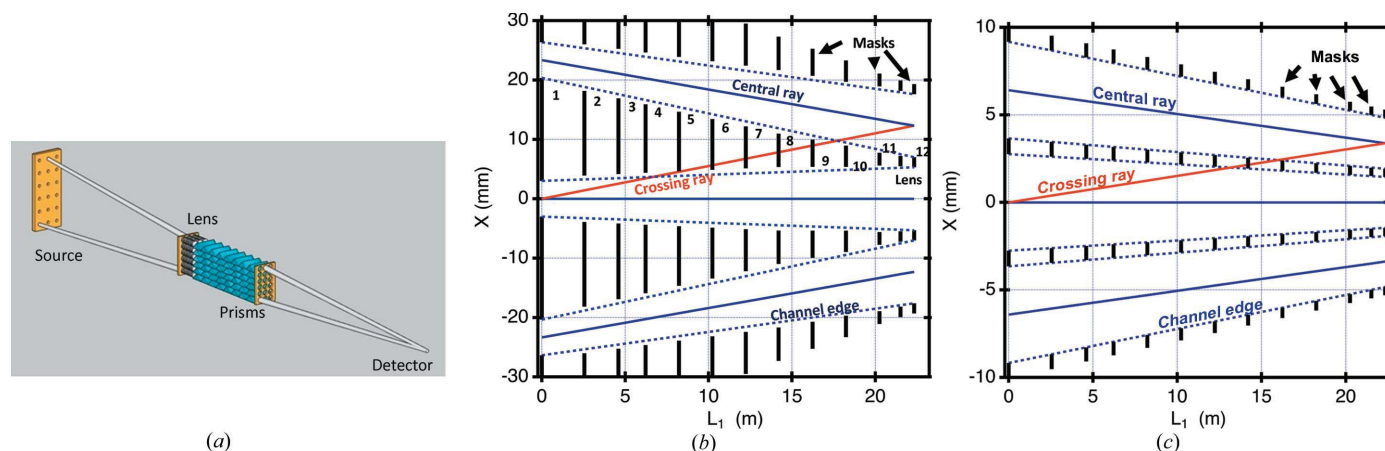 Source
Lens
Prisms
Detector
(a)
X (mm)
30
20
10
0
-10
-20
-30
Masks
Central ray
1 2 3 4 5 6 7 8 9 10 11 12
Lens
Crossing ray
Channel edge
0 5 10 15 20
L1 (m)
(b)
X (mm)
10
5
0
-5
-10
Masks
Central ray
Crossing ray
Channel edge
0 5 10 15 20
L1 (m)
(c)